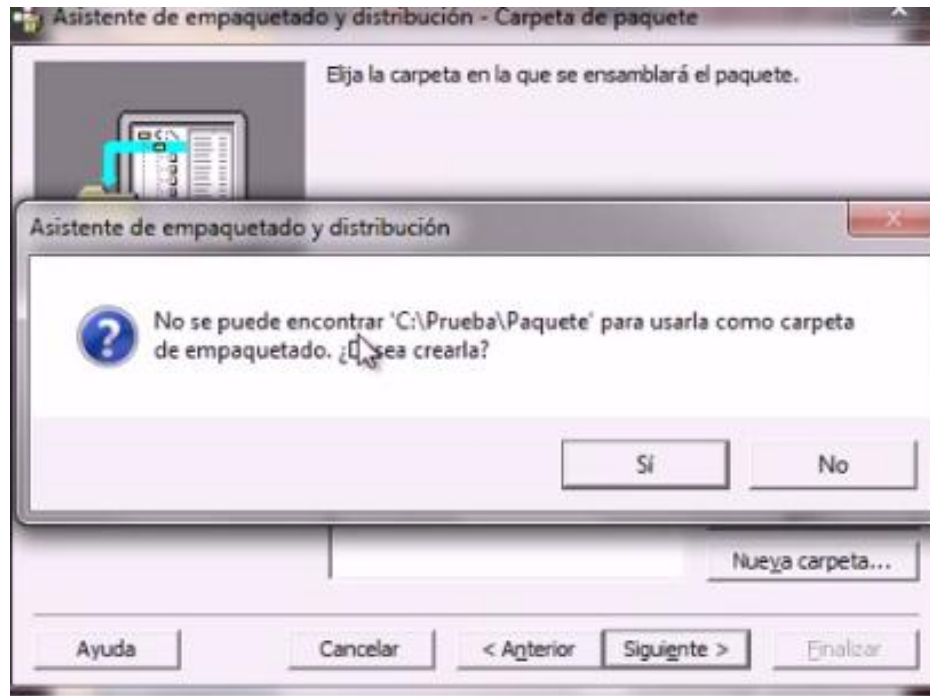 Asistente de empaquetado y distribución - Carpeta de paquete
Elija la carpeta en la que se ensamblará el paquete.
Asistente de empaquetado y distribución
No se puede encontrar 'C:\Prueba\Paquete' para usarla como carpeta
de empaquetado. ¿Desea crearla?
Sí
No
Nueva carpeta...
Ayuda
Cancelar
< Anterior
Siguiente >
Finalizar